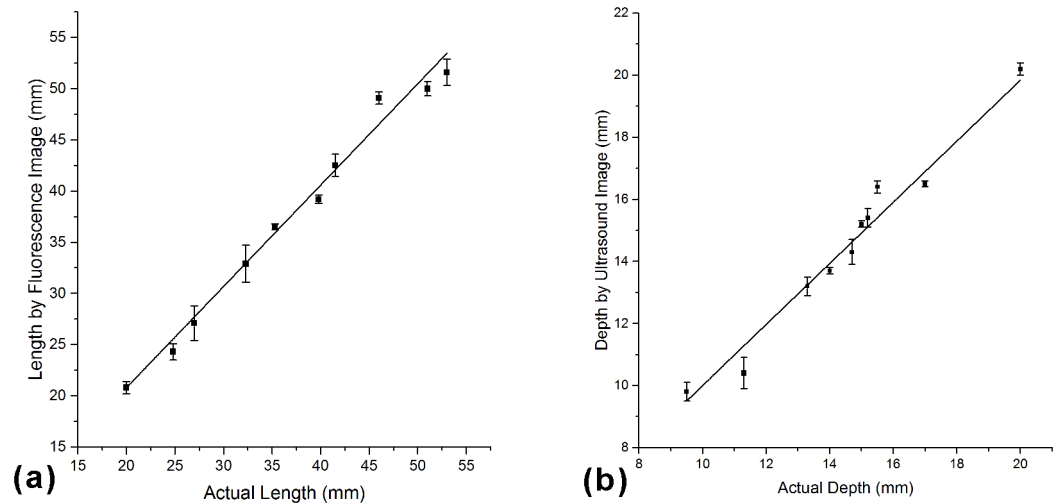 55
50
45
40
35
30
25
20
15
Length by Fluorescence Image (mm)
15 20 25 30 35 40 45 50 55
Actual Length (mm)
(a)
22
20
18
16
14
12
10
8
Depth by Ultrasound Image (mm)
8 10 12 14 16 18 20
Actual Depth (mm)
(b)